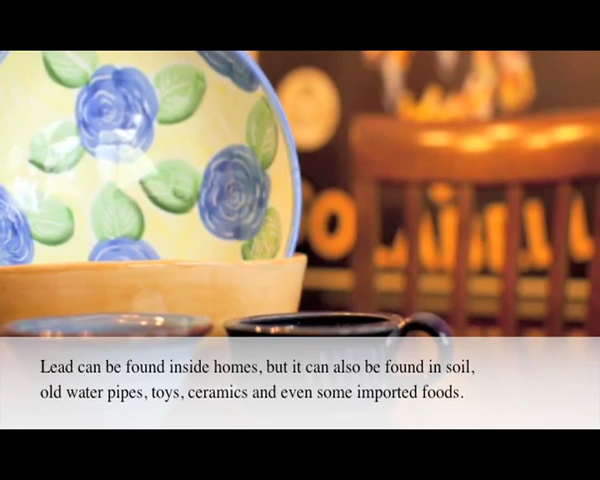 Lead can be found inside homes, but it can also be found in soil,
old water pipes, toys, ceramics and even some imported foods.